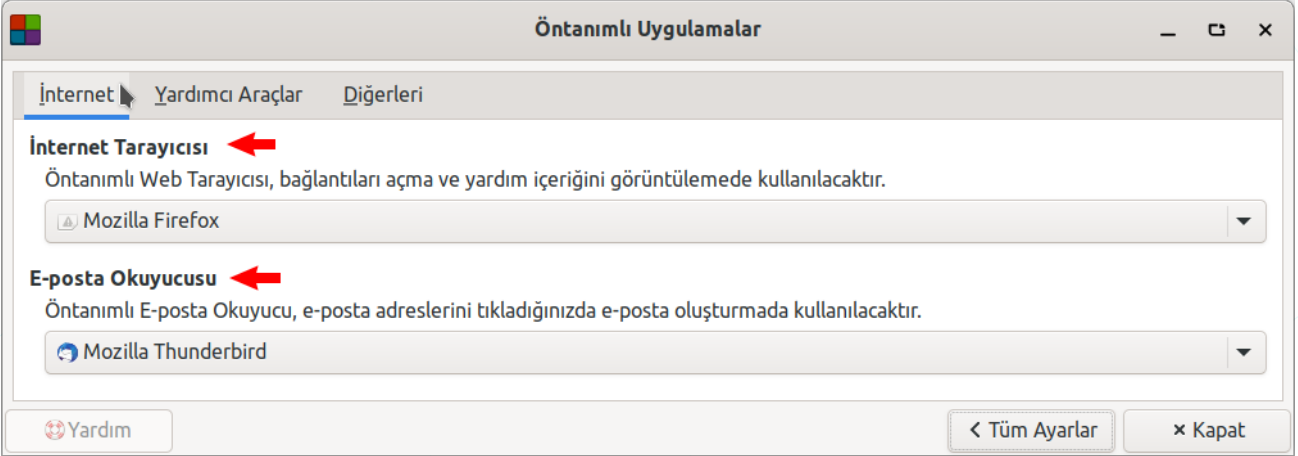 Öntanımlı Uygulamalar
İnternet Yardımcı Araçlar Diğerleri
İnternet Tarayıcısı
Öntanımlı Web Tarayıcısı, bağlantıları açma ve yardım içeriğini görüntülemede kullanılacaktır.
Mozilla Firefox
E-posta Okuyucusu
Öntanımlı E-posta Okuyucu, e-posta adreslerini tıkladığınızda e-posta oluşturmada kullanılacaktır.
Mozilla Thunderbird
Yardım < Tüm Ayarlar × Kapat